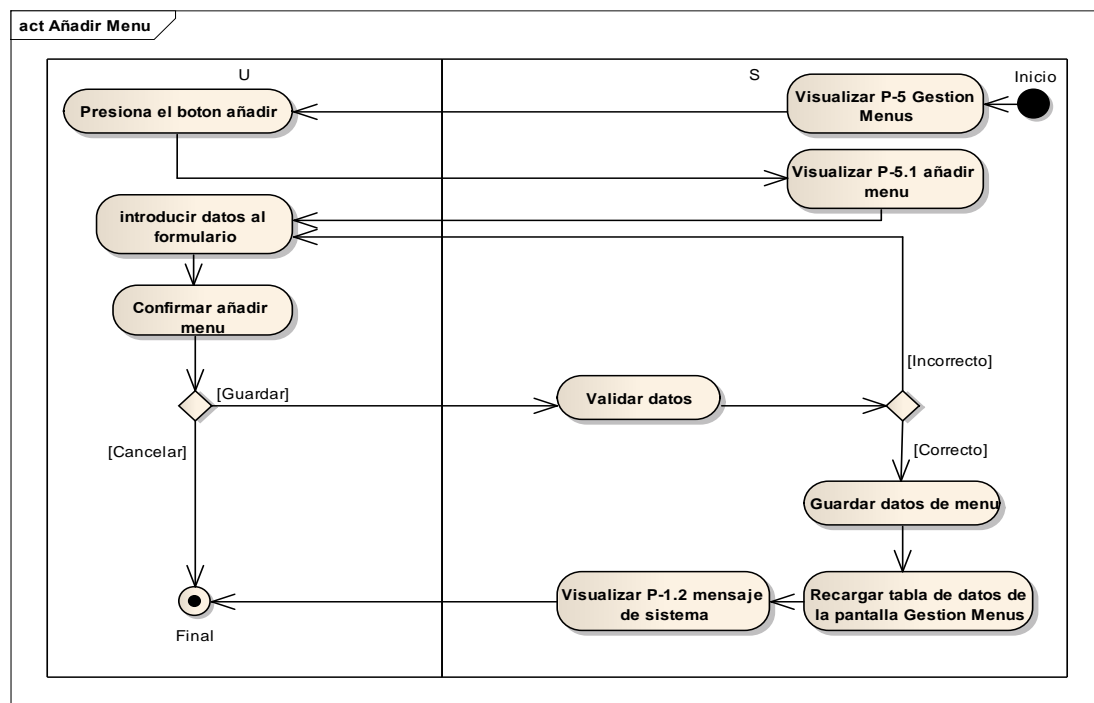 act Añadir Menu
U
S
Inicio
Presiona el boton añadir
Visualizar P-5 Gestion
Menus
Visualizar P-5.1 añadir
menu
introducir datos al
formulario
Confirmar añadir
menu
[Incorrecto]
[Guardar]
Validar datos
[Cancelar]
[Correcto]
Guardar datos de menu
Visualizar P-1.2 mensaje
de sistema
Recargar tabla de datos de
la pantalla Gestion Menus
Final